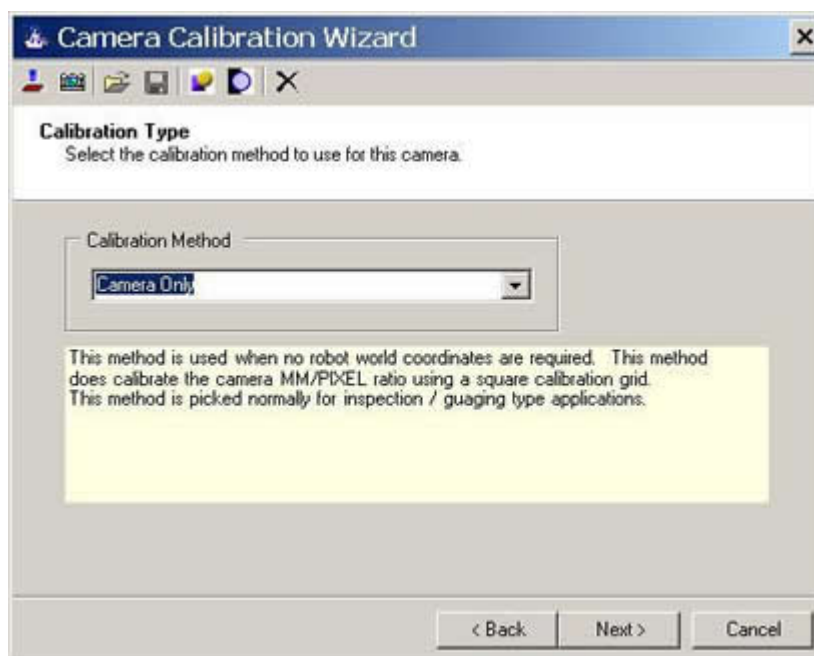 Camera Calibration Wizard
Calibration Type
Select the calibration method to use for this camera.
Calibration Method
Camera Only
This method is used when no robot world coordinates are required. This method
does calibrate the camera MM/PIXEL ratio using a square calibration grid.
This method is picked normally for inspection / guaging type applications.
< Back Next > Cancel